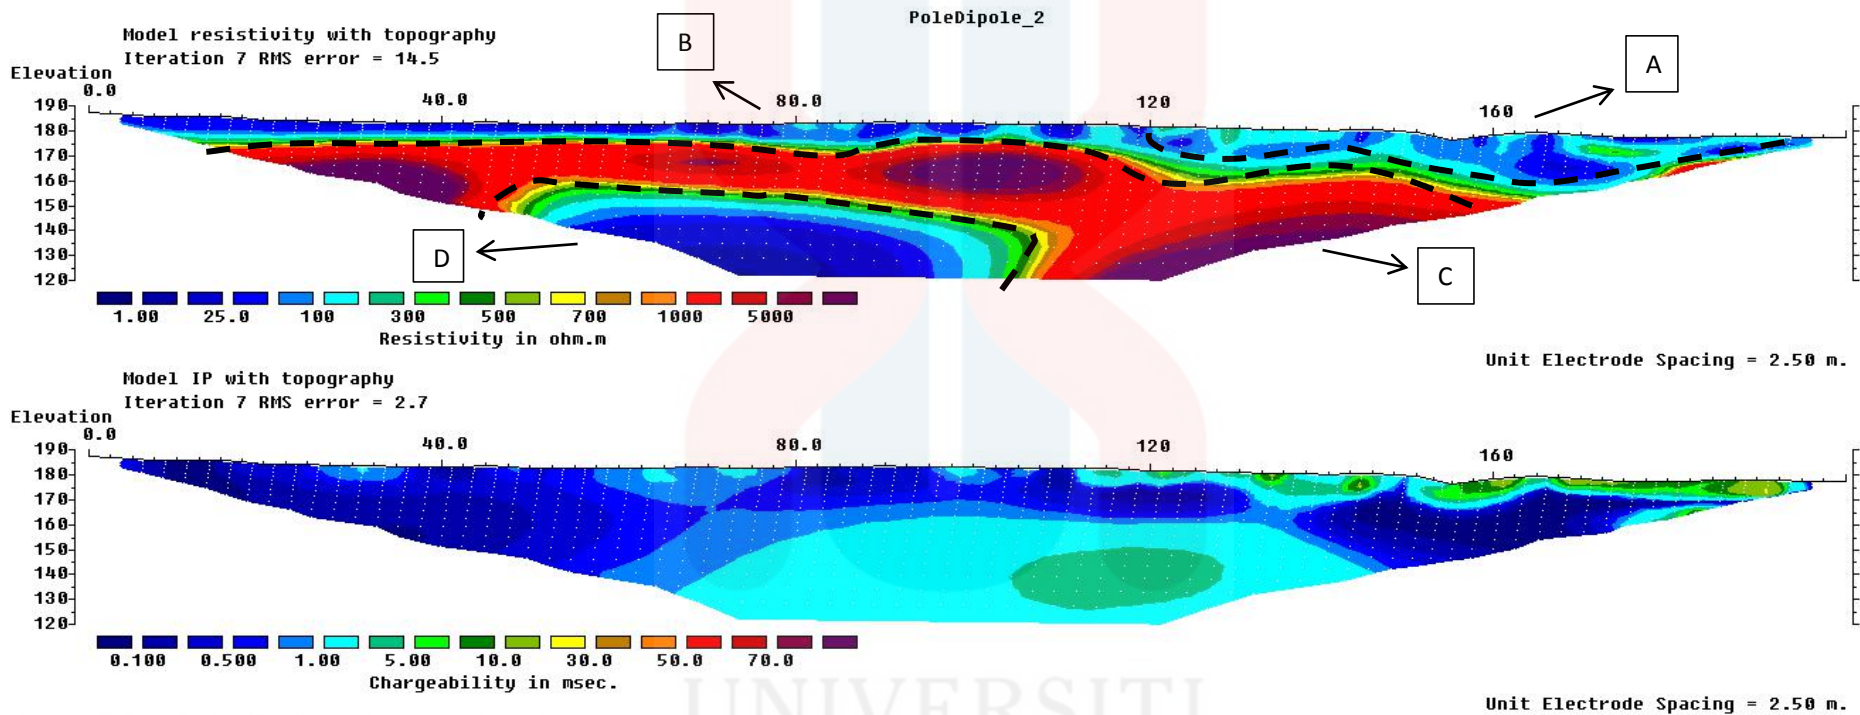 PoleDipole_2
Model resistivity with topography
Iteration 7 RMS error = 14.5
B
A
Elevation
0.0 40.0 80.0 120 160
190
180
170
160
150
140
130
120
D
C
1.00 25.0 100 300 500 700 1000 5000
Resistivity in ohm.m
Unit Electrode Spacing = 2.50 m.
Model IP with topography
Iteration 7 RMS error = 2.7
Elevation
0.0 40.0 80.0 120 160
190
180
170
160
150
140
130
120
0.100 0.500 1.00 5.00 10.0 30.0 50.0 70.0
Chargeability in msec.
UNIVERSITI
Unit Electrode Spacing = 2.50 m.